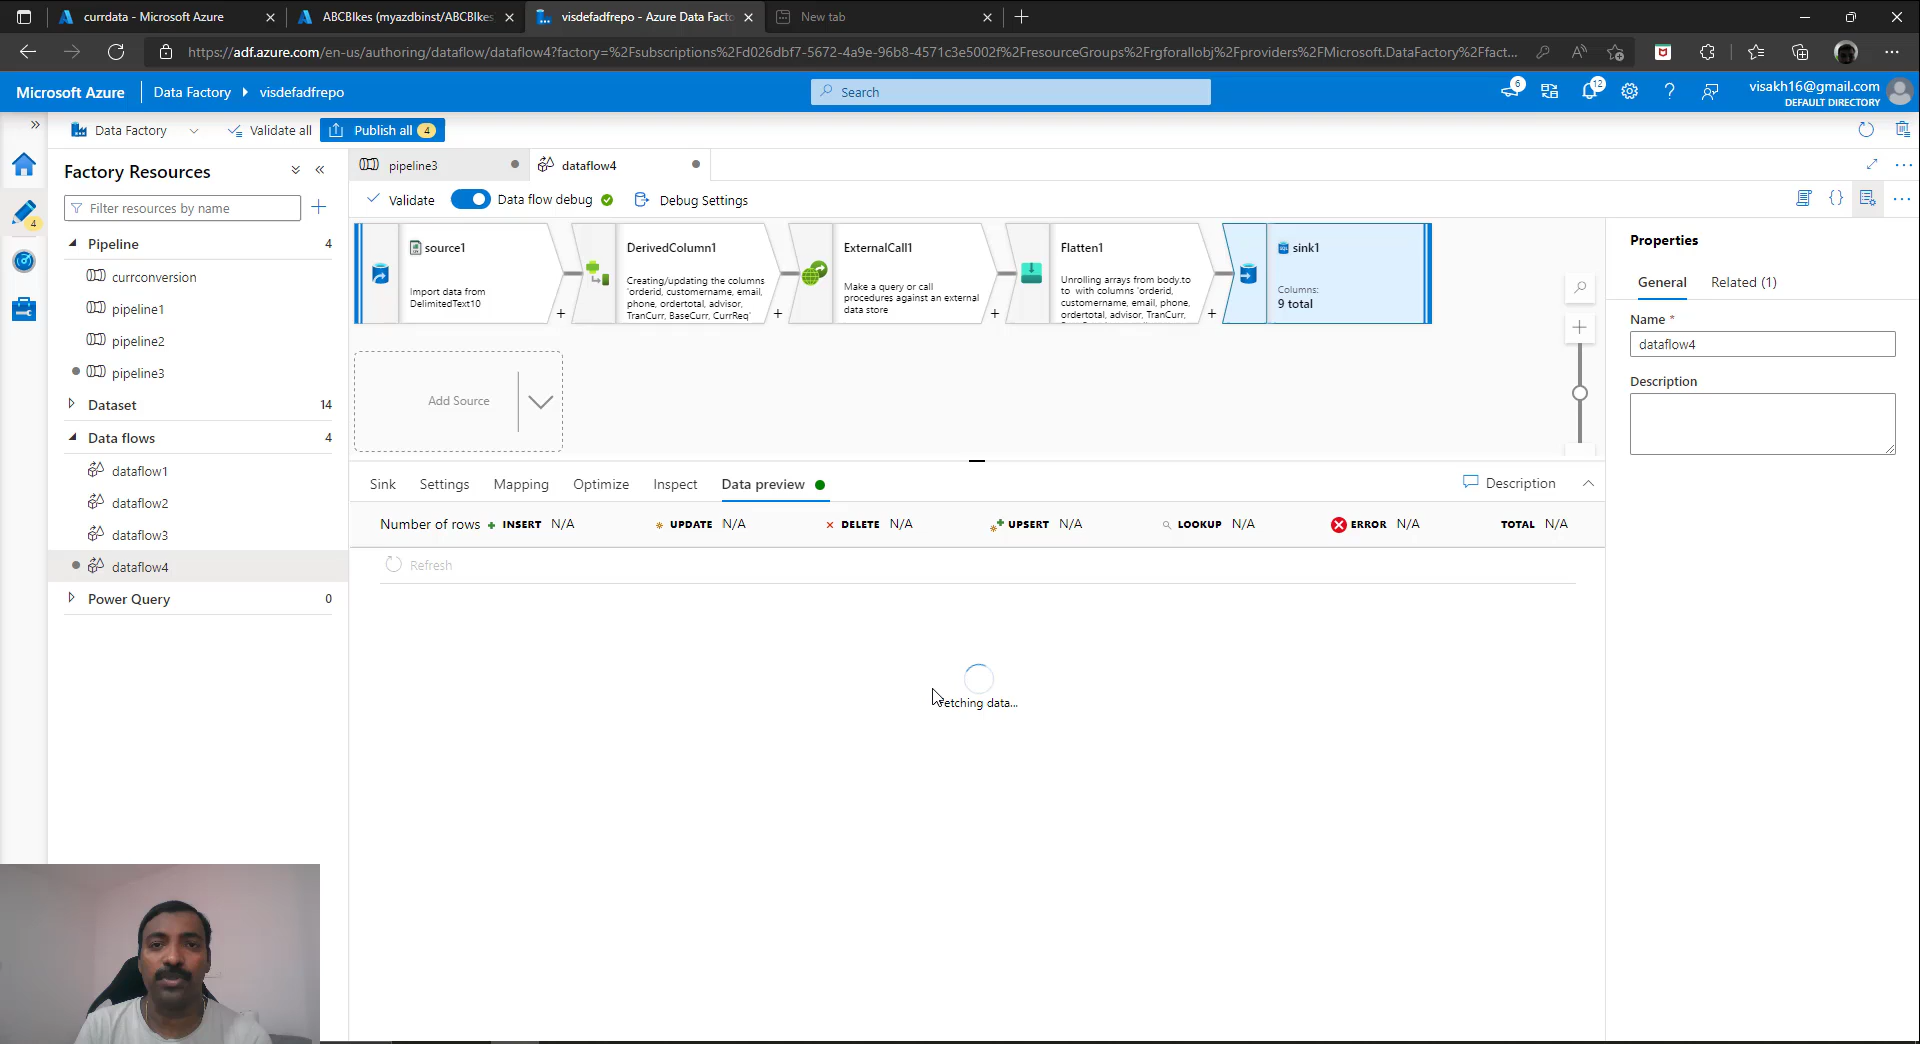 currdata - Microsoft Azure
ABCBIkes (myazdbinst/ABCBIkes
visdefadfrepo - Azure Data Facto
New tab
https://adf.azure.com/en-us/authoring/dataflow/dataflow4?factory=%2Fsubscriptions%2Fd026dbf7-5672-4a9e-96b8-4571c3e5002f%2FresourceGroups%2Frgforallobj%2Fproviders%2FMicrosoft.DataFactory%2Ffact...
Microsoft Azure
Data Factory
visdefadfrepo
Search
6
12
visakh16@gmail.com
DEFAULT DIRECTORY
Data Factory
Validate all
Publish all 4
Factory Resources
pipeline3
dataflow4
4
Filter resources by name
Validate
Data flow debug
Debug Settings
Pipeline 4
currconversion
pipeline1
pipeline2
pipeline3
Dataset 14
Data flows 4
dataflow1
dataflow2
dataflow3
dataflow4
Power Query 0
source1
Import data from
DelimitedText10
DerivedColumn1
Creating/updating the columns
'orderid, customername, email,
phone, ordertotal, advisor,
TranCurr, BaseCurr, CurrReq'
ExternalCall1
Make a query or call
procedures against an external
data store
Flatten1
Unrolling arrays from body.to
to with columns 'orderid,
customername, email, phone,
ordertotal, advisor, TranCurr,
sink1
Columns:
9 total
Add Source
Properties
General
Related (1)
Name *
dataflow4
Description
Sink
Settings
Mapping
Optimize
Inspect
Data preview
Description
Number of rows
INSERT N/A
UPDATE N/A
DELETE N/A
UPSERT N/A
LOOKUP N/A
ERROR N/A
TOTAL N/A
Refresh
etching data...